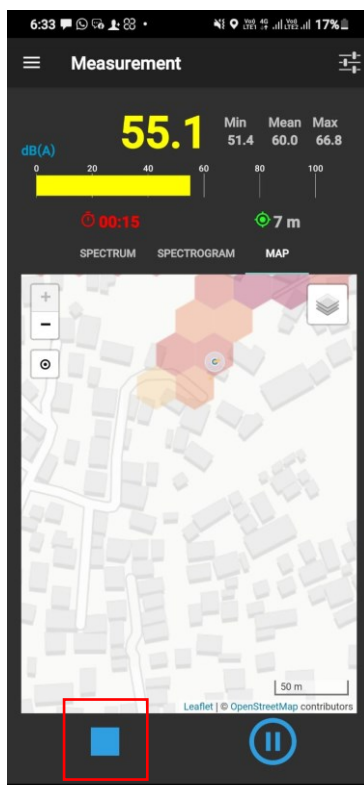 6:33 17%
Measurement
dB(A) 55.1
Min Mean Max
51.4 60.0 66.8
0 20 40 60 80 100
00:15 7 m
SPECTRUM SPECTROGRAM MAP
+
−
50 m
Leaflet | © OpenStreetMap contributors